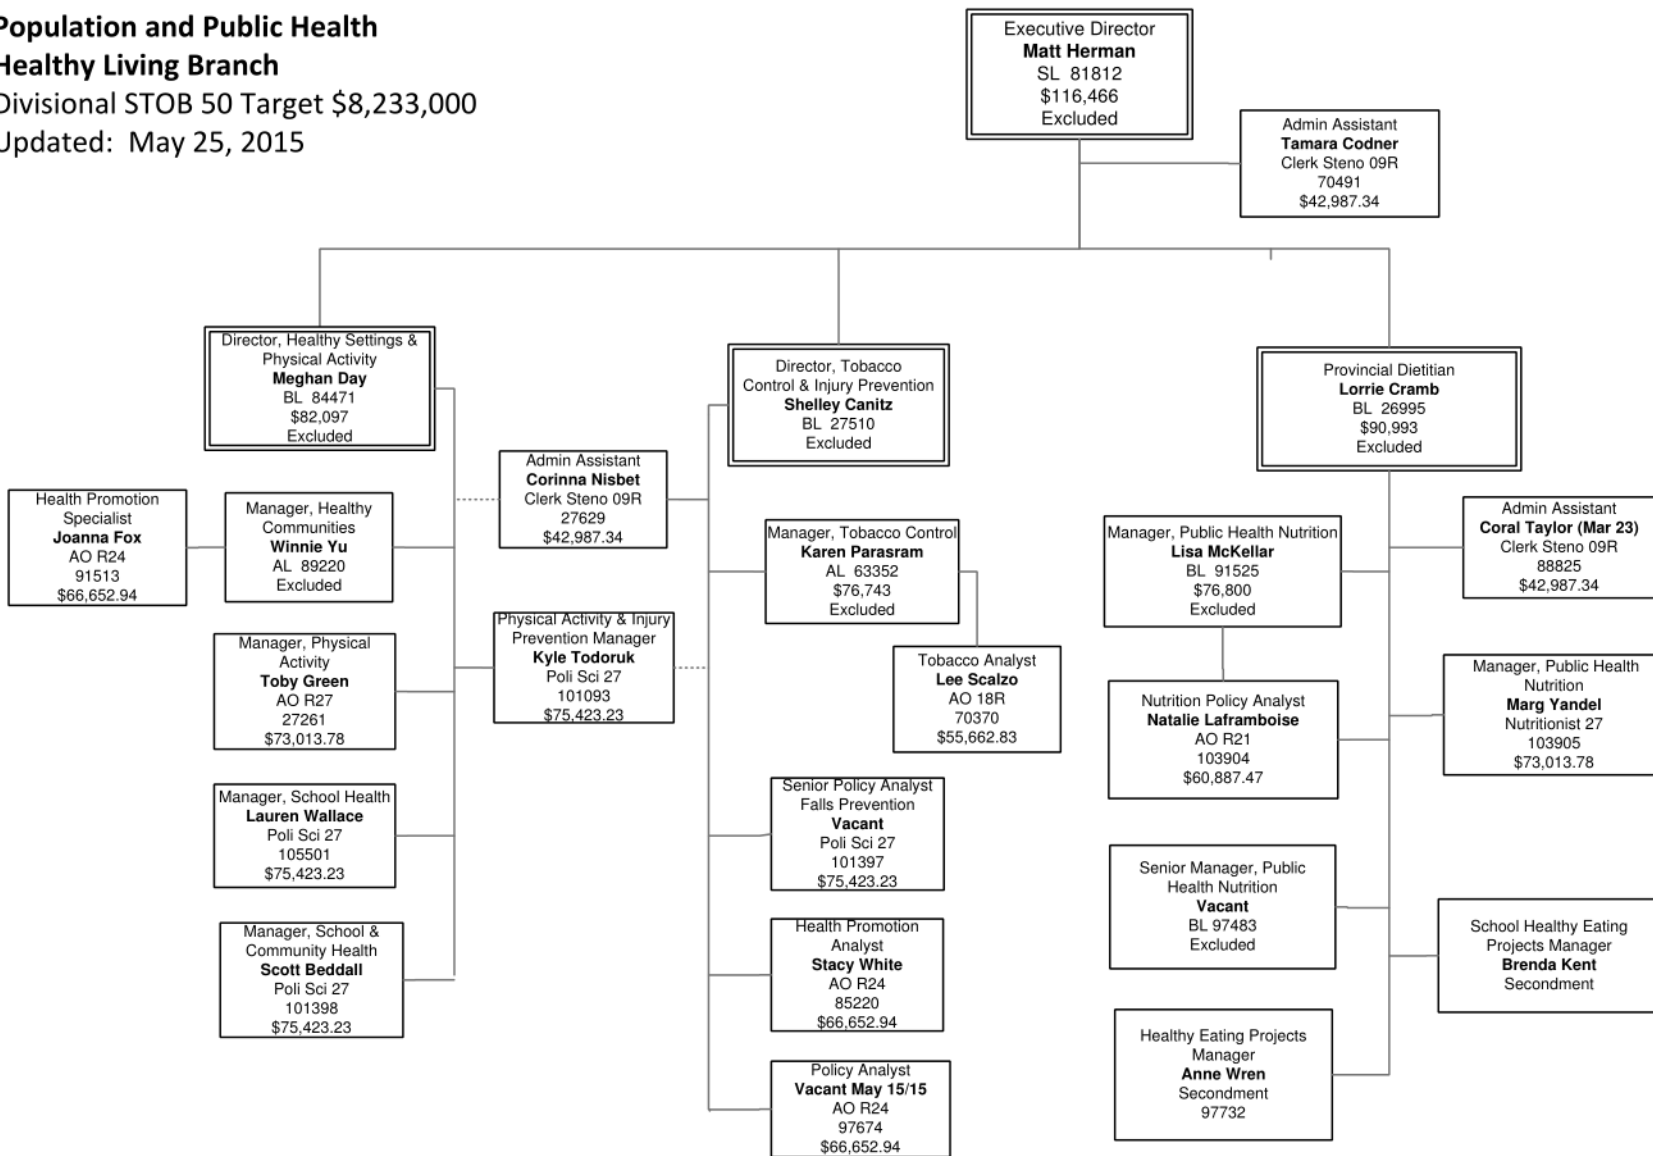 Population and Public Health
Healthy Living Branch
Divisional STOB 50 Target $8,233,000
Updated:  May 25, 2015
Executive Director
Matt Herman
SL 81812
$116,466
Excluded
Admin Assistant
Tamara Codner
Clerk Steno 09R
70491
$42,987.34
Director, Healthy Settings &
Physical Activity
Meghan Day
BL 84471
$82,097
Excluded
Director, Tobacco
Control & Injury Prevention
Shelley Canitz
BL 27510
Excluded
Provincial Dietitian
Lorrie Cramb
BL 26995
$90,993
Excluded
Health Promotion
Specialist
Joanna Fox
AO R24
91513
$66,652.94
Manager, Healthy
Communities
Winnie Yu
AL 89220
Excluded
Admin Assistant
Corinna Nisbet
Clerk Steno 09R
27629
$42,987.34
Manager, Tobacco Control
Karen Parasram
AL 63352
$76,743
Excluded
Manager, Public Health Nutrition
Lisa McKellar
BL 91525
$76,800
Excluded
Admin Assistant
Coral Taylor (Mar 23)
Clerk Steno 09R
88825
$42,987.34
Manager, Physical
Activity
Toby Green
AO R27
27261
$73,013.78
Physical Activity & Injury
Prevention Manager
Kyle Todoruk
Poli Sci 27
101093
$75,423.23
Tobacco Analyst
Lee Scalzo
AO 18R
70370
$55,662.83
Nutrition Policy Analyst
Natalie Laframboise
AO R21
103904
$60,887.47
Manager, Public Health
Nutrition
Marg Yandel
Nutritionist 27
103905
$73,013.78
Manager, School Health
Lauren Wallace
Poli Sci 27
105501
$75,423.23
Senior Policy Analyst
Falls Prevention
Vacant
Poli Sci 27
101397
$75,423.23
Senior Manager, Public
Health Nutrition
Vacant
BL 97483
Excluded
School Healthy Eating
Projects Manager
Brenda Kent
Secondment
Manager, School &
Community Health
Scott Beddall
Poli Sci 27
101398
$75,423.23
Health Promotion
Analyst
Stacy White
AO R24
85220
$66,652.94
Healthy Eating Projects
Manager
Anne Wren
Secondment
97732
Policy Analyst
Vacant May 15/15
AO R24
97674
$66,652.94